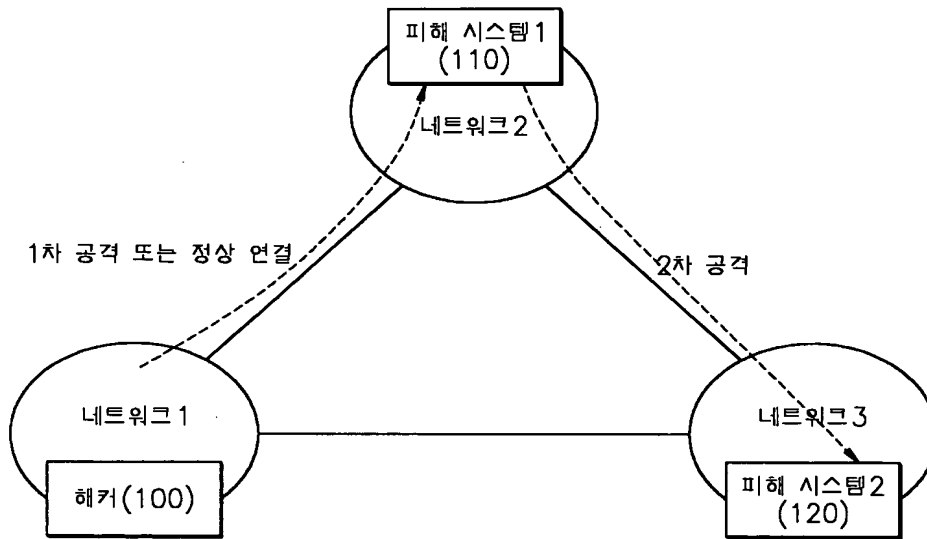 피해 시스템1
(110)
네트워크2
1차 공격 또는 정상 연결
2차 공격
네트워크1
네트워크3
해커(100)
피해 시스템2
(120)